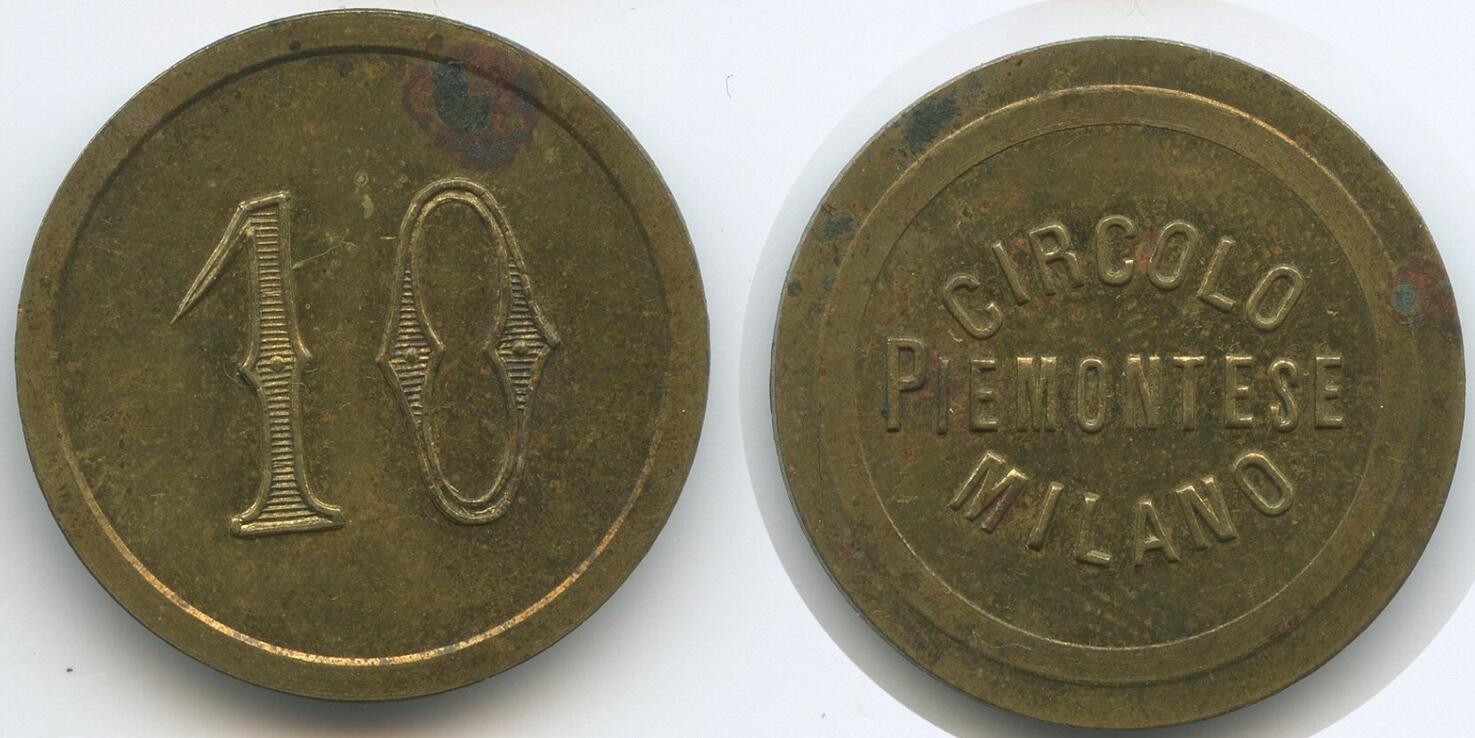 10
CIRCOLO
PIEMONTESE
MILANO